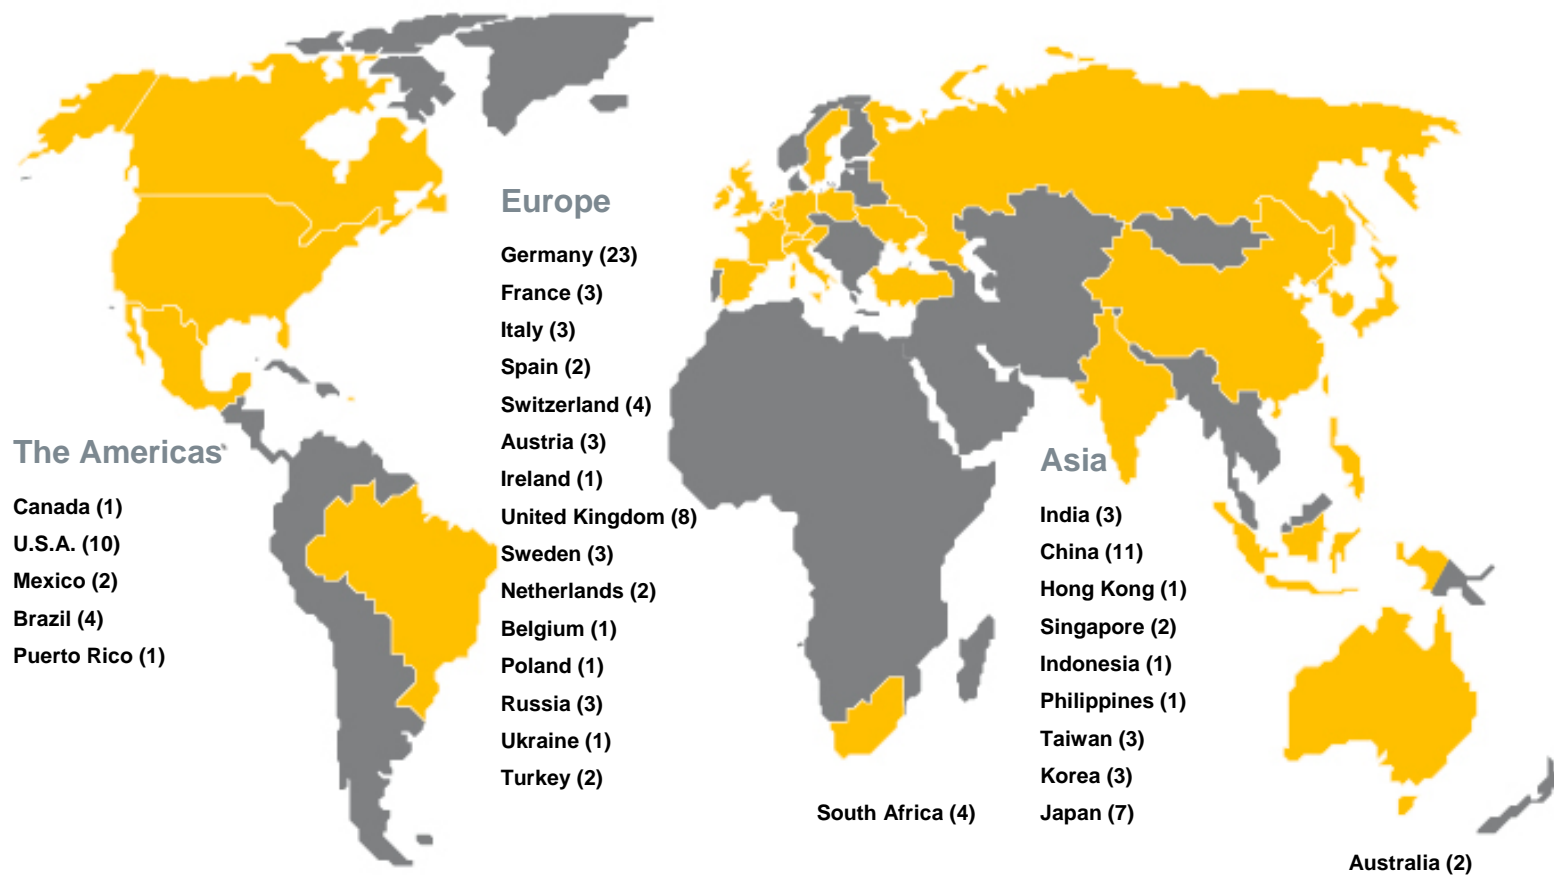 The Americas
Canada (1)
U.S.A. (10)
Mexico (2)
Brazil (4)
Puerto Rico (1)
Europe
Germany (23)
France (3)
Italy (3)
Spain (2)
Switzerland (4)
Austria (3)
Ireland (1)
United Kingdom (8)
Sweden (3)
Netherlands (2)
Belgium (1)
Poland (1)
Russia (3)
Ukraine (1)
Turkey (2)
South Africa (4)
Asia
India (3)
China (11)
Hong Kong (1)
Singapore (2)
Indonesia (1)
Philippines (1)
Taiwan (3)
Korea (3)
Japan (7)
Australia (2)